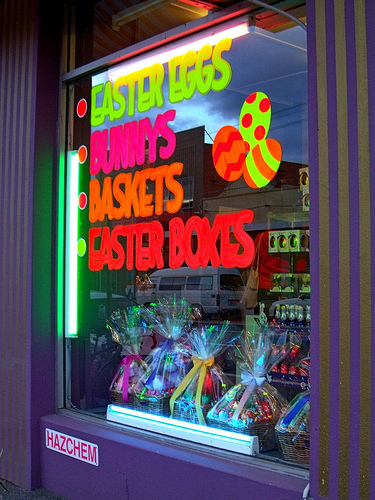 EASTER EGGS
BUNNYS
BASKETS
EASTER BOXES
HAZCHEM